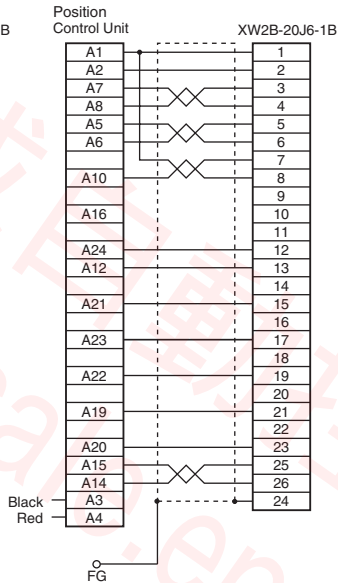 Position
Control Unit
B
XW2B-20J6-1B
A1 1
A2 2
A7 3
A8 4
A5 5
A6 6
7
A10 8
9
A16 10
11
A24 12
A12 13
14
A21 15
16
A23 17
18
A22 19
20
A19 21
22
A20 23
A15 25
A14 26
Black A3 24
Red A4
FG